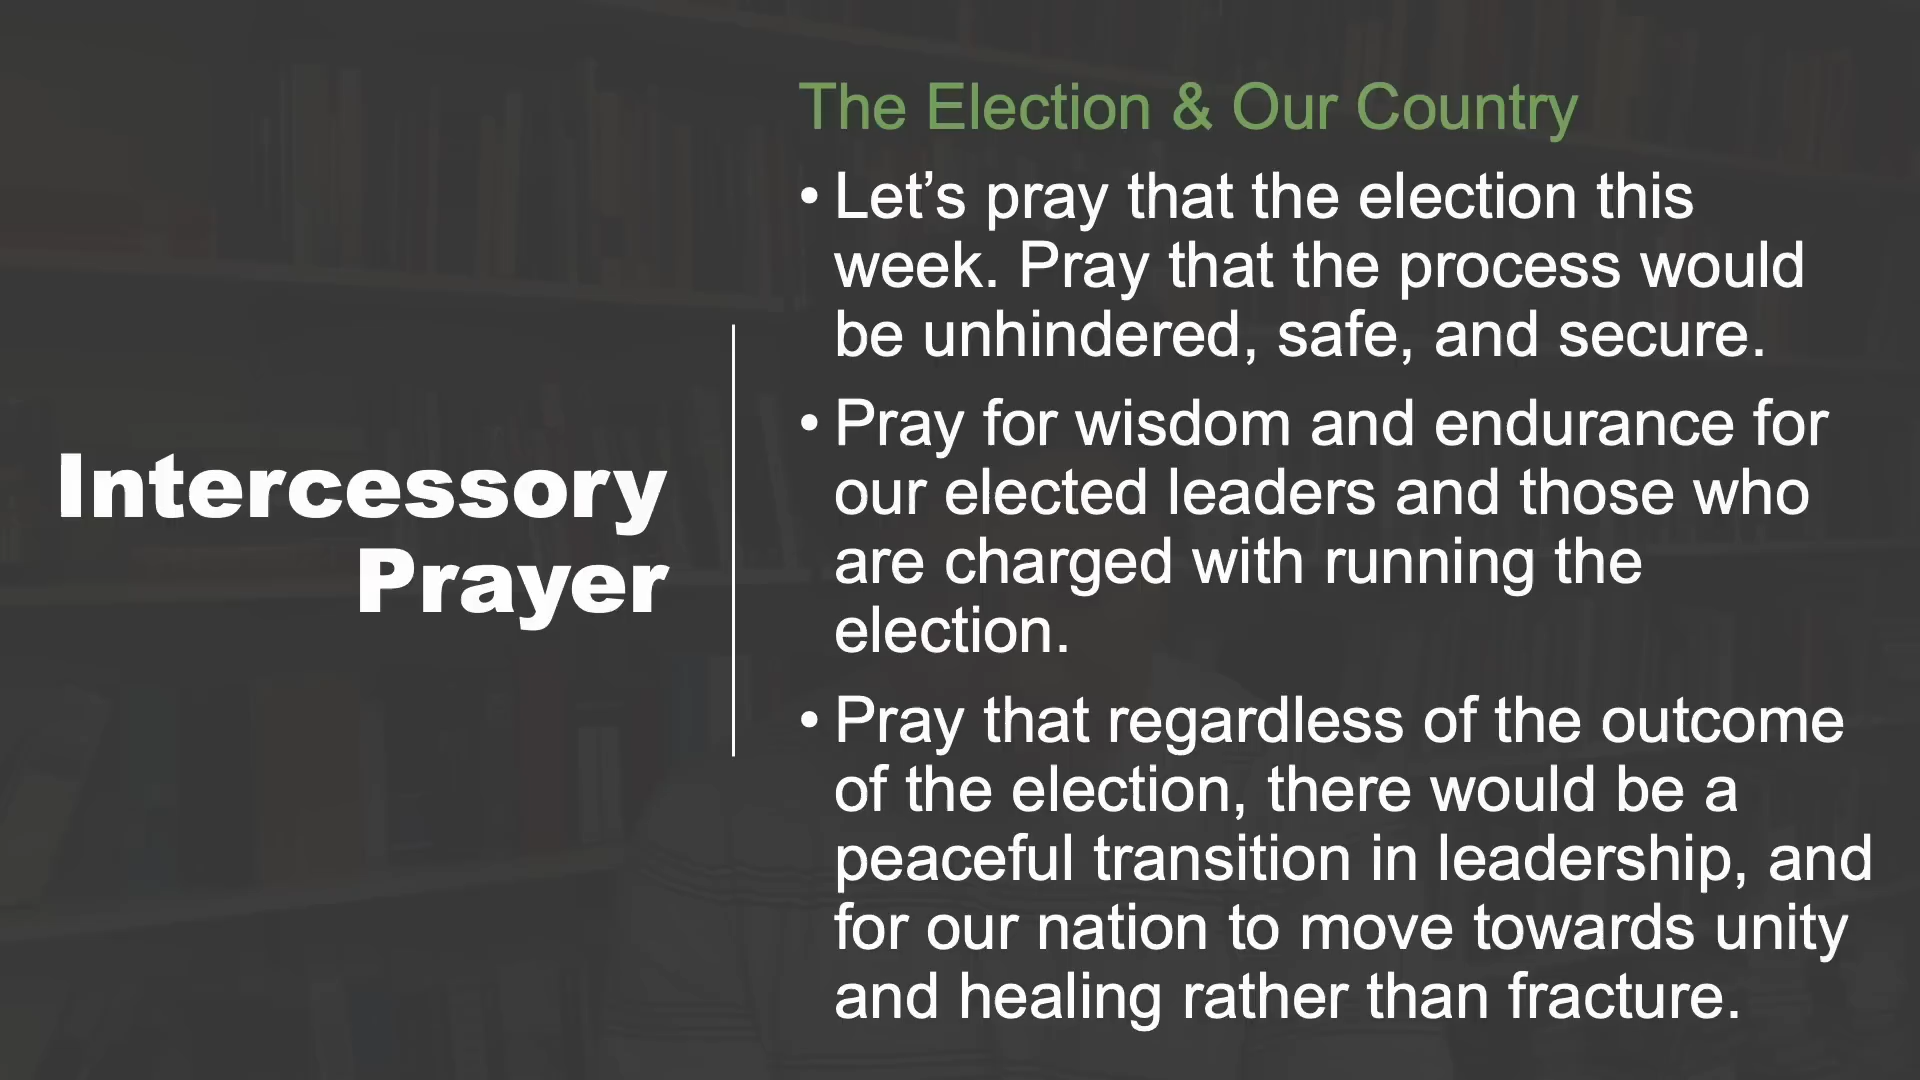 Intercessory
Prayer
The Election & Our Country
• Let’s pray that the election this
week. Pray that the process would
be unhindered, safe, and secure.
• Pray for wisdom and endurance for
our elected leaders and those who
are charged with running the
election.
• Pray that regardless of the outcome
of the election, there would be a
peaceful transition in leadership, and
for our nation to move towards unity
and healing rather than fracture.